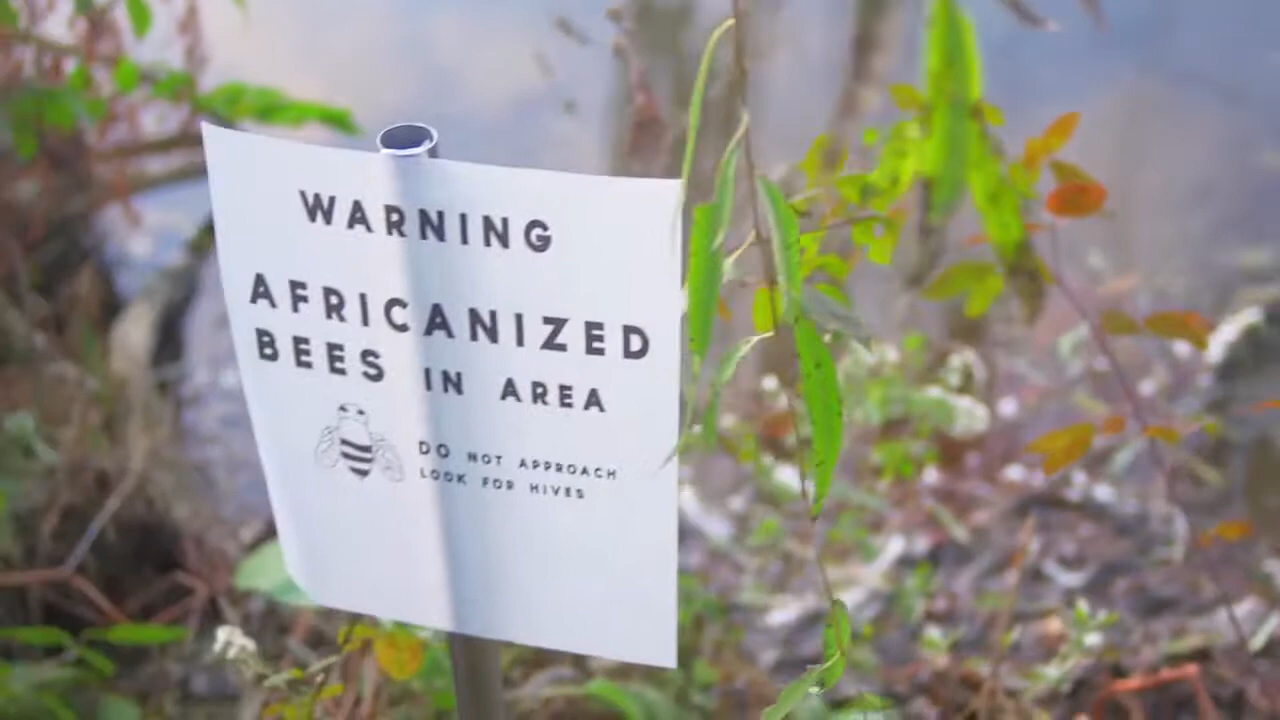 WARNING
AFRICANIZED
BEES IN AREA
DO NOT APPROACH
LOOK FOR HIVES